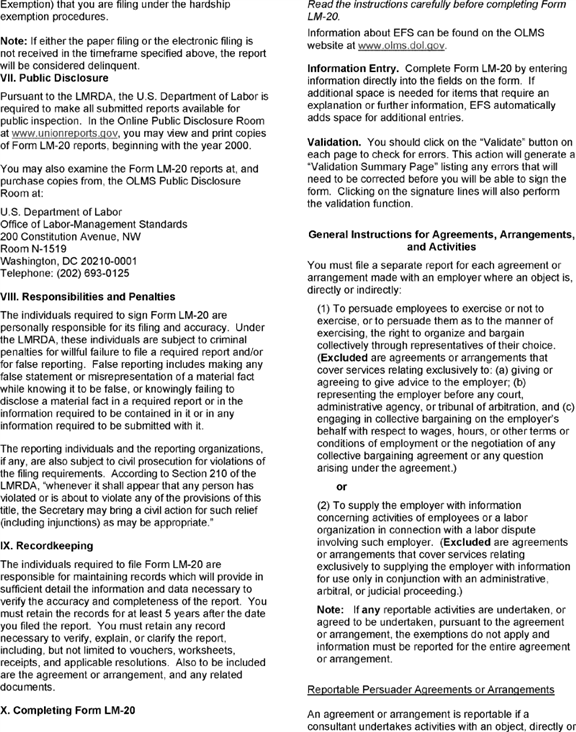 Exemption) that you are filing under the hardship
exemption procedures.
Note: If either the paper filing or the electronic filing is
not received in the timeframe specified above, the report
will be considered delinquent.
VII. Public Disclosure
Pursuant to the LMRDA, the U.S. Department of Labor is
required to make all submitted reports available for
public inspection. In the Online Public Disclosure Room
at www.unionreports.gov, you may view and print copies
of Form LM-20 reports, beginning with the year 2000.
You may also examine the Form LM-20 reports at, and
purchase copies from, the OLMS Public Disclosure
Room at:
U.S. Department of Labor
Office of Labor-Management Standards
200 Constitution Avenue, NW
Room N-1519
Washington, DC 20210-0001
Telephone: (202) 693-0125
VIII. Responsibilities and Penalties
The individuals required to sign Form LM-20 are
personally responsible for its filing and accuracy. Under
the LMRDA, these individuals are subject to criminal
penalties for willful failure to file a required report and/or
for false reporting. False reporting includes making any
false statement or misrepresentation of a material fact
while knowing it to be false, or knowingly failing to
disclose a material fact in a required report or in the
information required to be contained in it or in any
information required to be submitted with it.
The reporting individuals and the reporting organizations,
if any, are also subject to civil prosecution for violations of
the filing requirements. According to Section 210 of the
LMRDA, “whenever it shall appear that any person has
violated or is about to violate any of the provisions of this
title, the Secretary may bring a civil action for such relief
(including injunctions) as may be appropriate.”
IX. Recordkeeping
The individuals required to file Form LM-20 are
responsible for maintaining records which will provide in
sufficient detail the information and data necessary to
verify the accuracy and completeness of the report. You
must retain the records for at least 5 years after the date
you filed the report. You must retain any record
necessary to verify, explain, or clarify the report,
including, but not limited to vouchers, worksheets,
receipts, and applicable resolutions. Also to be included
are the agreement or arrangement, and any related
documents.
X. Completing Form LM-20
Read the instructions carefully before completing Form
LM-20.
Information about EFS can be found on the OLMS
website at www.olms.dol.gov.
Information Entry. Complete Form LM-20 by entering
information directly into the fields on the form. If
additional space is needed for items that require an
explanation or further information, EFS automatically
adds space for additional entries.
Validation. You should click on the “Validate” button on
each page to check for errors. This action will generate a
“Validation Summary Page” listing any errors that will
need to be corrected before you will be able to sign the
form. Clicking on the signature lines will also perform
the validation function.
General Instructions for Agreements, Arrangements,
and Activities
You must file a separate report for each agreement or
arrangement made with an employer where an object is,
directly or indirectly:
(1) To persuade employees to exercise or not to
exercise, or to persuade them as to the manner of
exercising, the right to organize and bargain
collectively through representatives of their choice.
(Excluded are agreements or arrangements that
cover services relating exclusively to: (a) giving or
agreeing to give advice to the employer; (b)
representing the employer before any court,
administrative agency, or tribunal of arbitration, and (c)
engaging in collective bargaining on the employer's
behalf with respect to wages, hours, or other terms or
conditions of employment or the negotiation of any
collective bargaining agreement or any question
arising under the agreement.)
or
(2) To supply the employer with information
concerning activities of employees or a labor
organization in connection with a labor dispute
involving such employer. (Excluded are agreements
or arrangements that cover services relating
exclusively to supplying the employer with information
for use only in conjunction with an administrative,
arbitral, or judicial proceeding.)
Note: If any reportable activities are undertaken, or
agreed to be undertaken, pursuant to the agreement
or arrangement, the exemptions do not apply and
information must be reported for the entire agreement
or arrangement.
Reportable Persuader Agreements or Arrangements
An agreement or arrangement is reportable if a
consultant undertakes activities with an object, directly or